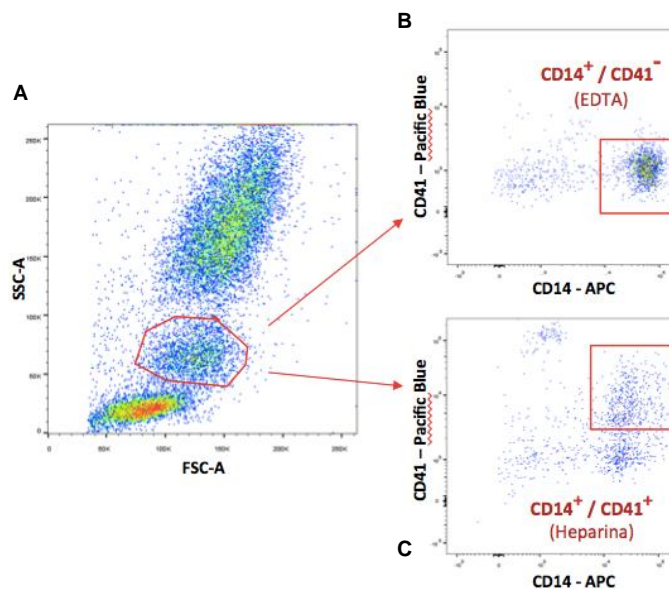 A
250K
200K
150K
100K
50K
0
SSC-A
0
50K
100K
150K
200K
250K
FSC-A
B
CD14+ / CD41-
(EDTA)
CD41 – Pacific Blue
CD14 - APC
CD41 – Pacific Blue
CD14+ / CD41+
(Heparina)
C
CD14 - APC